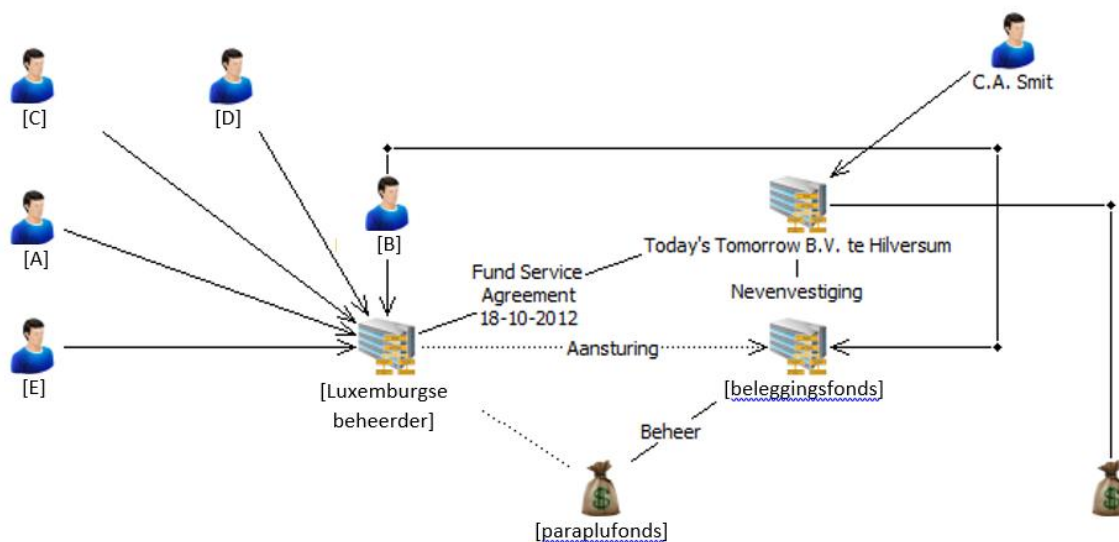 C.A. Smit
[C]
[D]
[A]
[B]
Today's Tomorrow B.V. te Hilversum
Fund Service
Agreement
18-10-2012
Nevenvestiging
Aansturing
[E]
[Luxemburgse
beheerder]
[beleggingsfonds]
Beheer
[paraplufonds]